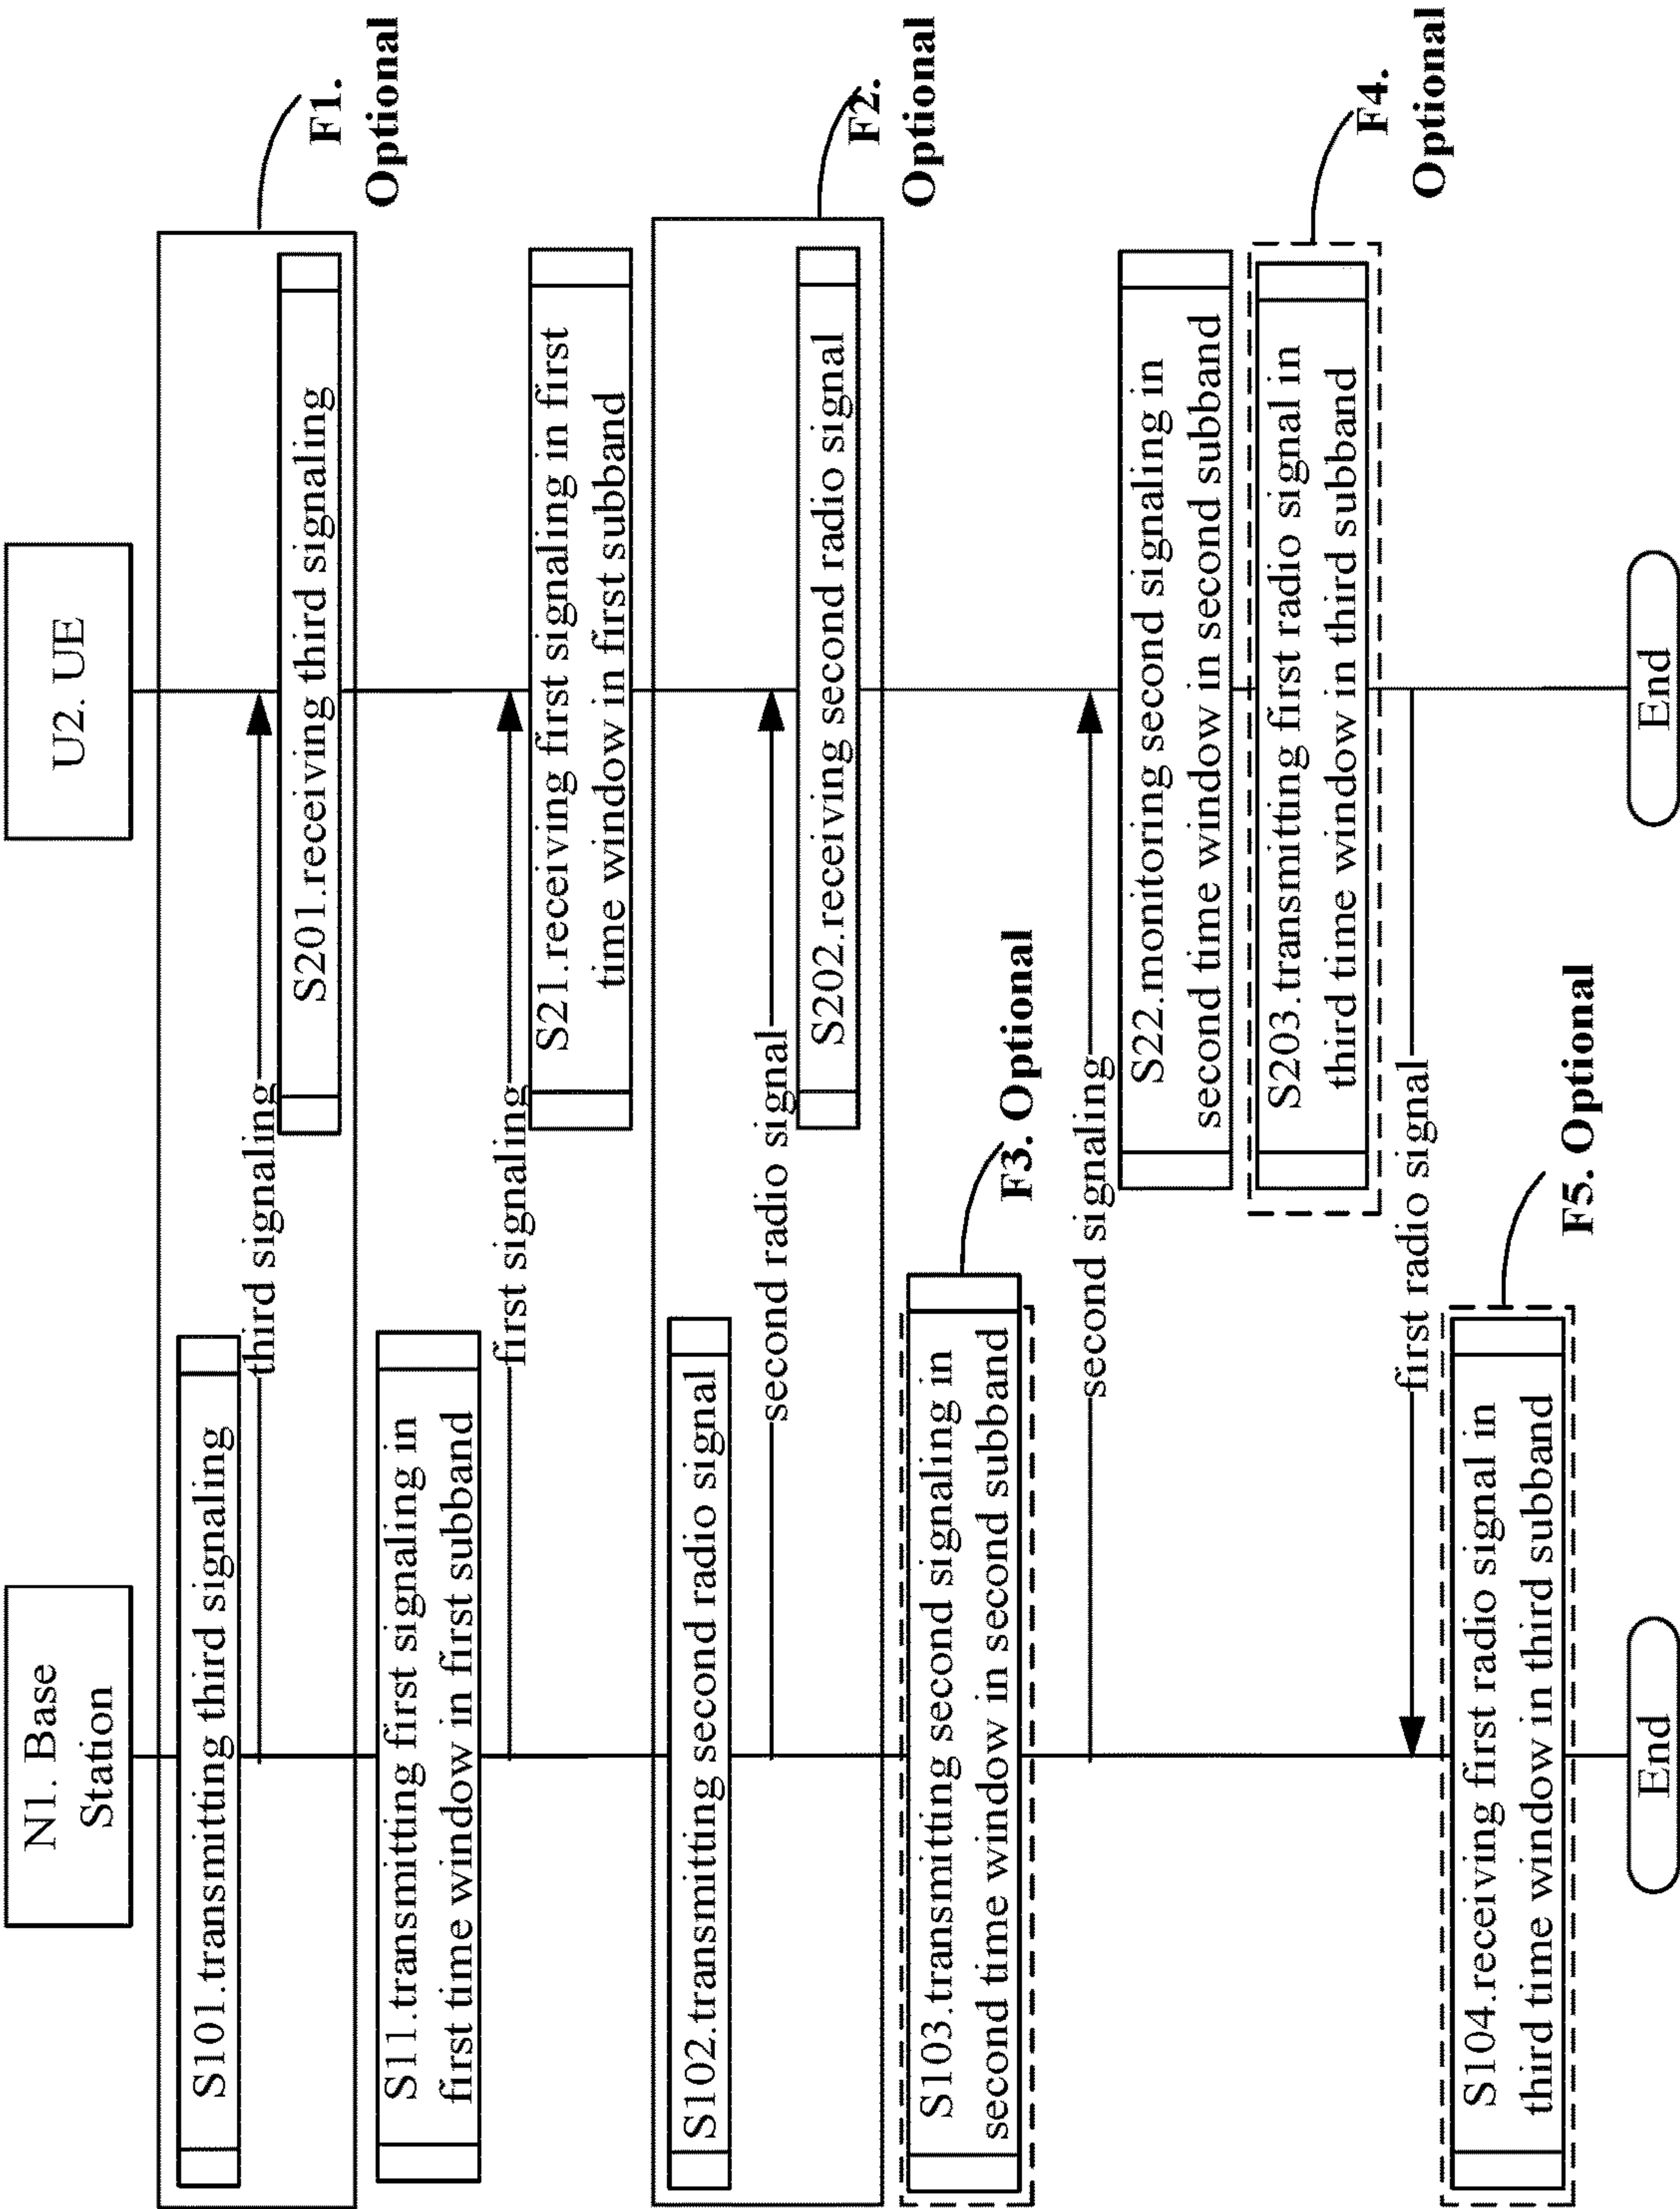 N1. Base
Station
U2. UE
S101.transmitting third signaling
third signaling
S201.receiving third signaling
F1.
Optional
S11.transmitting first signaling in
first time window in first subband
first signaling
S21.receiving first signaling in first
time window in first subband
S102.transmitting second radio signal
second radio signal
S202.receiving second radio signal
F2.
Optional
S103.transmitting second signaling in
second time window in second subband
F3. Optional
second signaling
S22.monitoring second signaling in
second time window in second subband
S203.transmitting first radio signal in
third time window in third subband
F4.
Optional
first radio signal
S104.receiving first radio signal in
third time window in third subband
F5. Optional
End
End